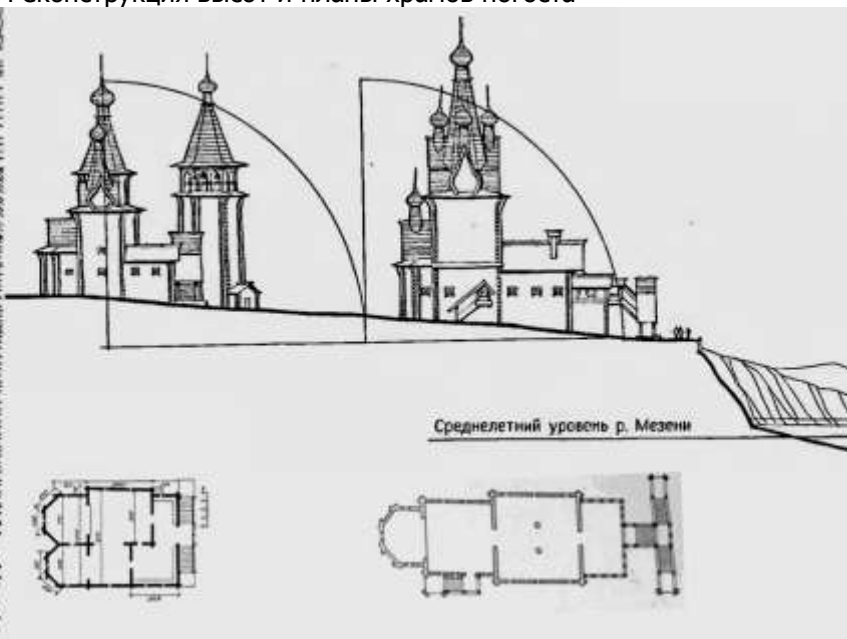 Реконструкция высот и планы храмов погоста
Среднелетний уровень р. Мезени